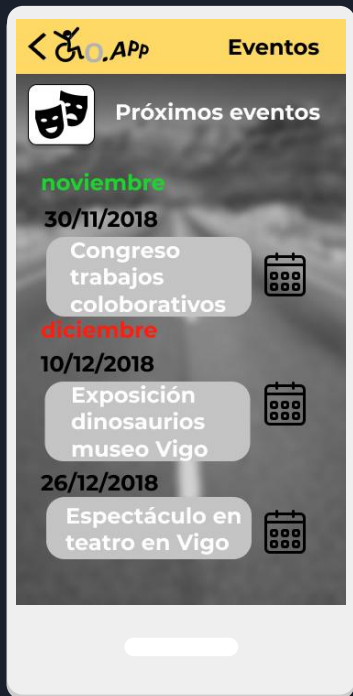 O.APP Eventos
Próximos eventos
noviembre
30/11/2018
Congreso
trabajos
coloborativos
diciembre
10/12/2018
Exposición
dinosaurios
museo Vigo
26/12/2018
Espectáculo en
teatro en Vigo